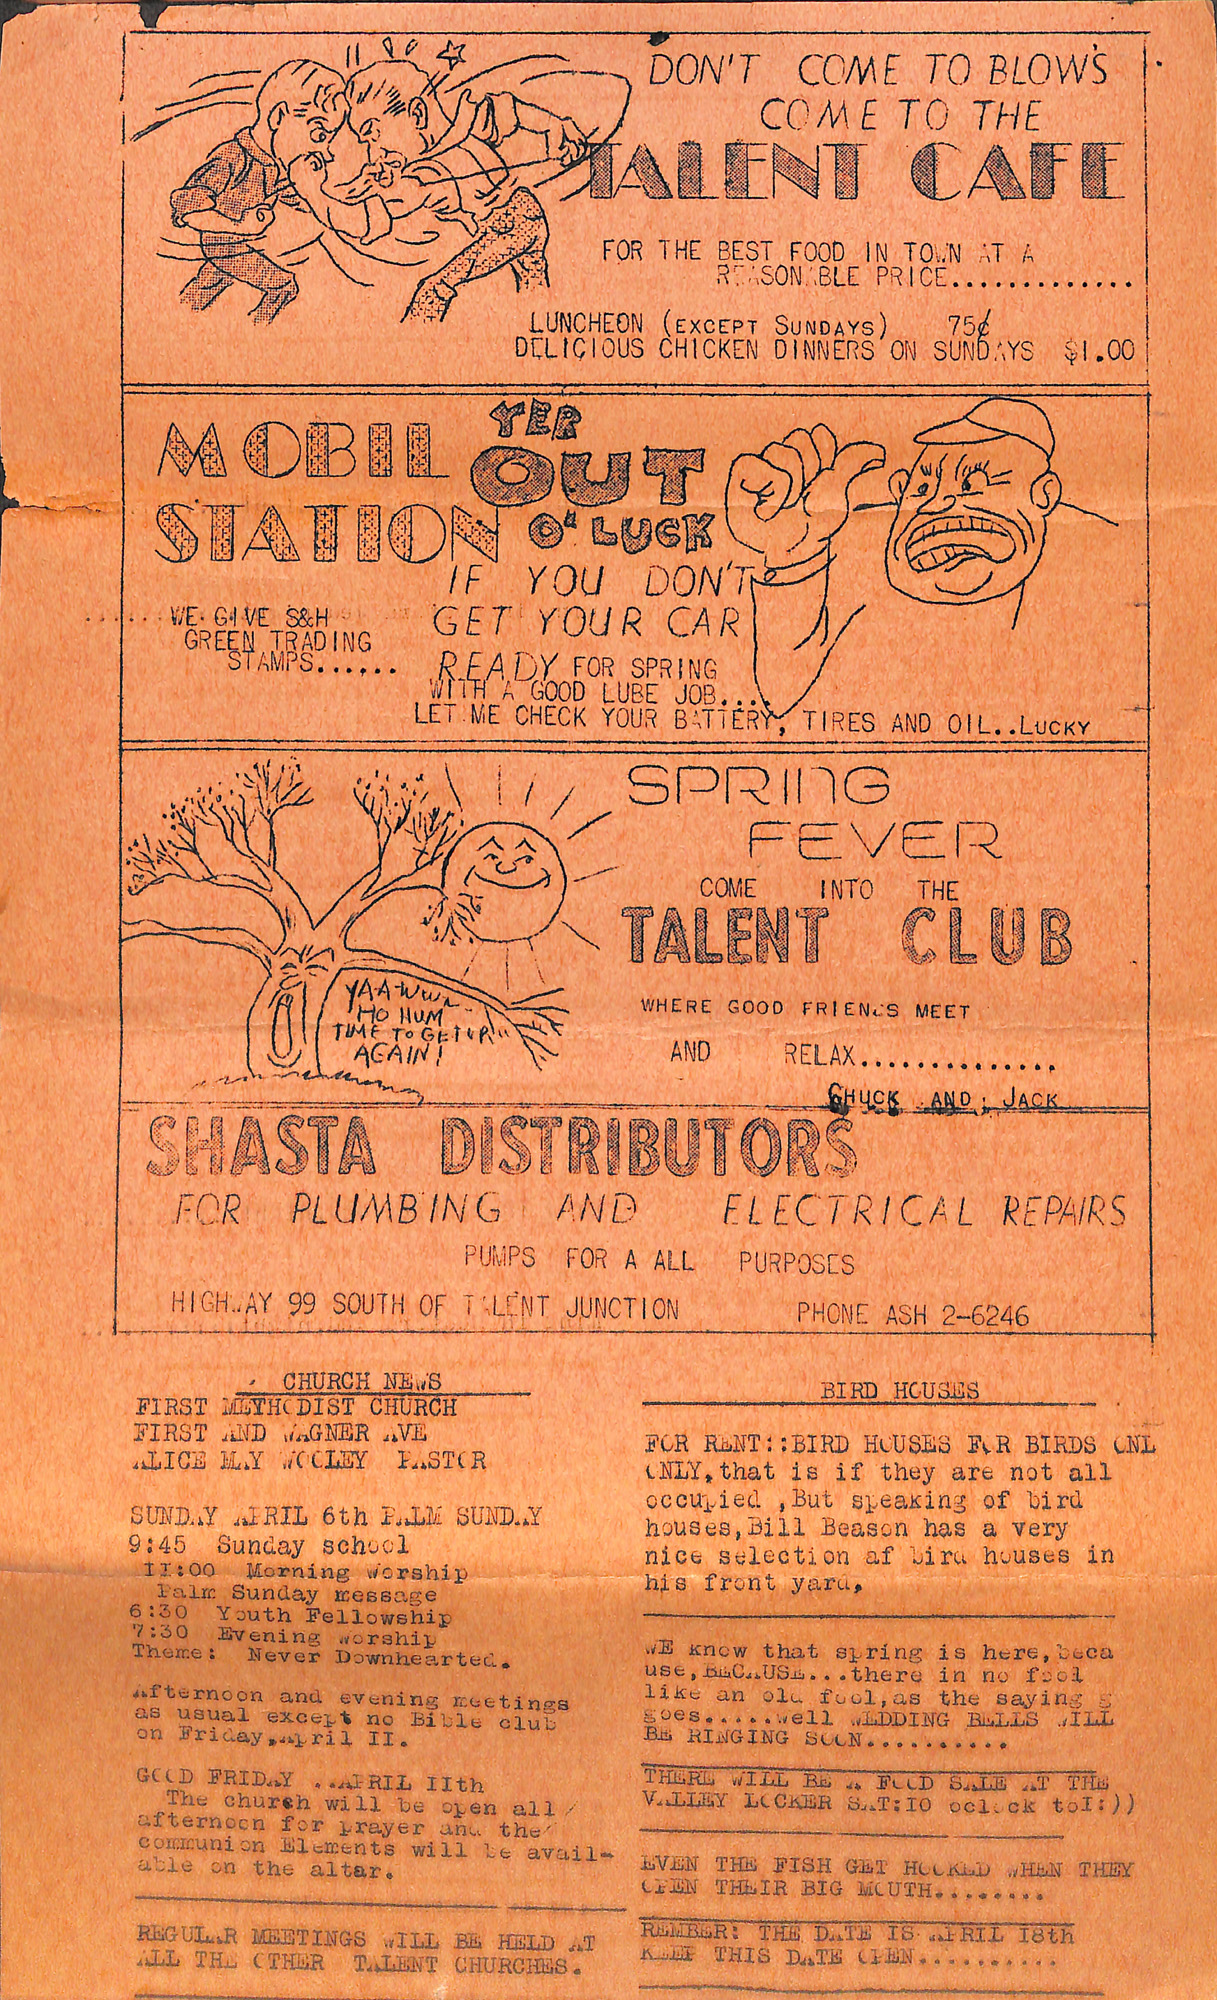 DON'T COME TO BLOWS
COME TO THE
TALENT CAFE
FOR THE BEST FOOD IN TOWN AT A
REASONABLE PRICE.............
LUNCHEON (EXCEPT SUNDAYS) 75¢
DELICIOUS CHICKEN DINNERS ON SUNDAYS $1.00
MOBIL
STATION
YER
OUT
O' LUCK
IF YOU DON'T
GET YOUR CAR
READY FOR SPRING
WITH A GOOD LUBE JOB....
LET ME CHECK YOUR BATTERY, TIRES AND OIL..LUCKY
......WE GIVE S&H
GREEN TRADING
STAMPS......
SPRING
FEVER
COME INTO THE
TALENT CLUB
WHERE GOOD FRIENDS MEET
AND RELAX...............
CHUCK AND JACK
YAAWWN
HO HUM
TIME TO GET UP
AGAIN!
SHASTA DISTRIBUTORS
FOR PLUMBING AND ELECTRICAL REPAIRS
PUMPS FOR A ALL PURPOSES
HIGHWAY 99 SOUTH OF TALENT JUNCTION PHONE ASH 2-6246
CHURCH NEWS
FIRST METHODIST CHURCH
FIRST AND WAGNER AVE
ALICE MAY WOOLEY PASTOR
SUNDAY APRIL 6th PALM SUNDAY
9:45 Sunday school
II:00 Morning Worship
Palm Sunday message
6:30 Youth Fellowship
7:30 Evening Worship
Theme: Never Downhearted.
Afternoon and evening meetings
as usual except no Bible club
on Friday,April II.
GOOD FRIDAY ..APRIL IIth
The church will be open all
afternoon for prayer and the
communion Elements will be avail-
able on the altar.
REGULAR MEETINGS WILL BE HELD AT
ALL THE OTHER TALENT CHURCHES.
BIRD HOUSES
FOR RENT::BIRD HOUSES FOR BIRDS ONL
ONLY,that is if they are not all
occupied ,But speaking of bird
houses,Bill Beason has a very
nice selection af bird houses in
his front yard,
WE know that spring is here,beca
use,BECAUSE...there in no fool
like an old fool,as the saying g
goes.....well WEDDING BELLS WILL
BE RINGING SOON..........
THERE WILL BE A FOOD SALE AT THE
VALLEY LOCKER SAT:IO oclock toI:))
EVEN THE FISH GET HOOKED WHEN THEY
OPEN THEIR BIG MOUTH........
REMBER: THE DATE IS APRIL I8th
KEEP THIS DATE OPEN..........